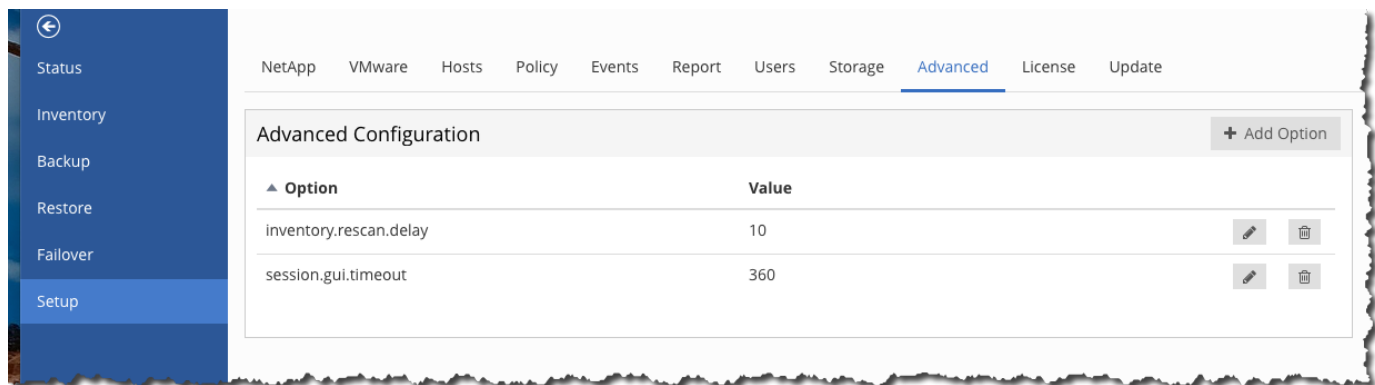 Status
Inventory
Backup
Restore
Failover
Setup
NetApp VMware Hosts Policy Events Report Users Storage Advanced License Update
Advanced Configuration
+ Add Option
Option Value
inventory.rescan.delay 10
session.gui.timeout 360